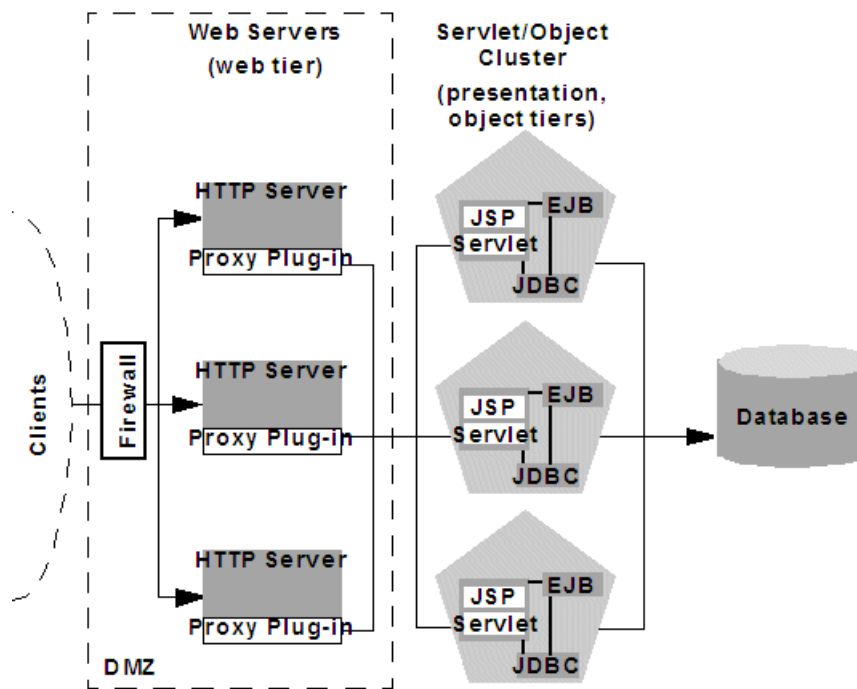 Web Servers
(web tier)
Servlet/Object
Cluster
(presentation,
object tiers)
Clients
Firewall
HTTP Server
Proxy Plug-in
HTTP Server
Proxy Plug-in
HTTP Server
Proxy Plug-in
DMZ
JSP
EJB
Servlet
JDBC
JSP
EJB
Servlet
JDBC
JSP
EJB
Servlet
JDBC
Database